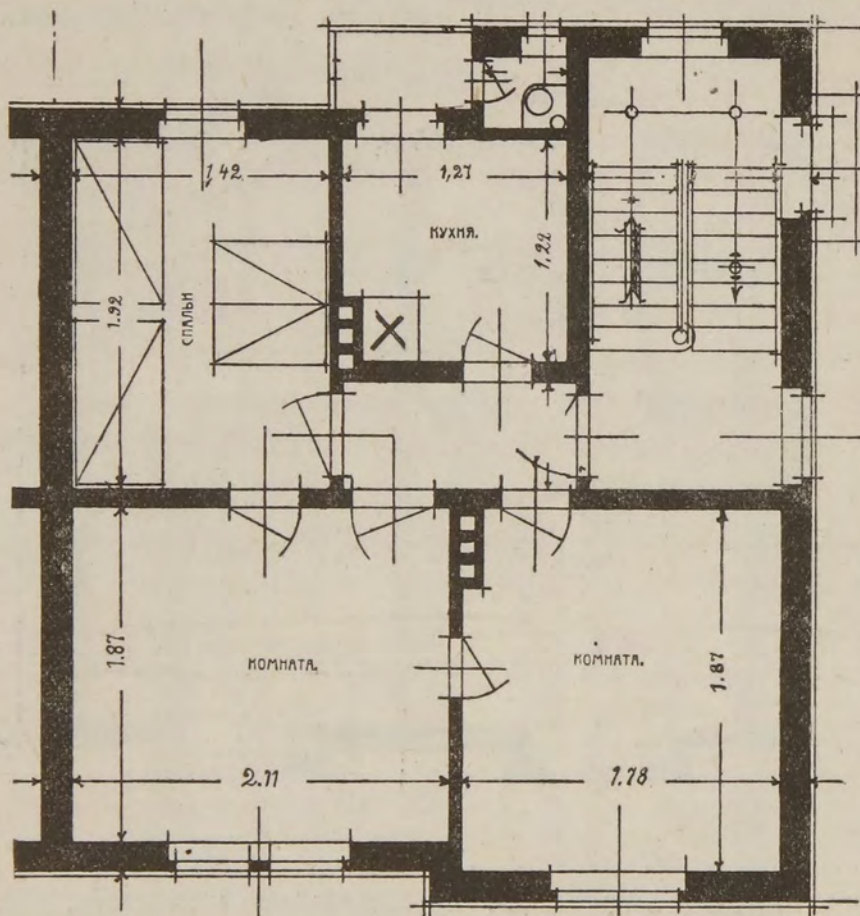 1.42
1,27
КУХНЯ.
1,22
1.92
СПАЛЬН
1.87
КОМНАТА.
КОМНАТА.
1.87
2.11
1.78